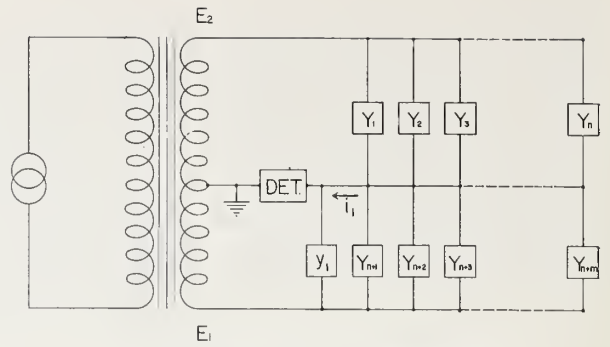 E₂
Y₁ Y₂ Y₃ Yₙ
DET.
i₁
y₁ Yₙ₊₁ Yₙ₊₂ Yₙ₊₃ Yₙ₊ₘ
E₁